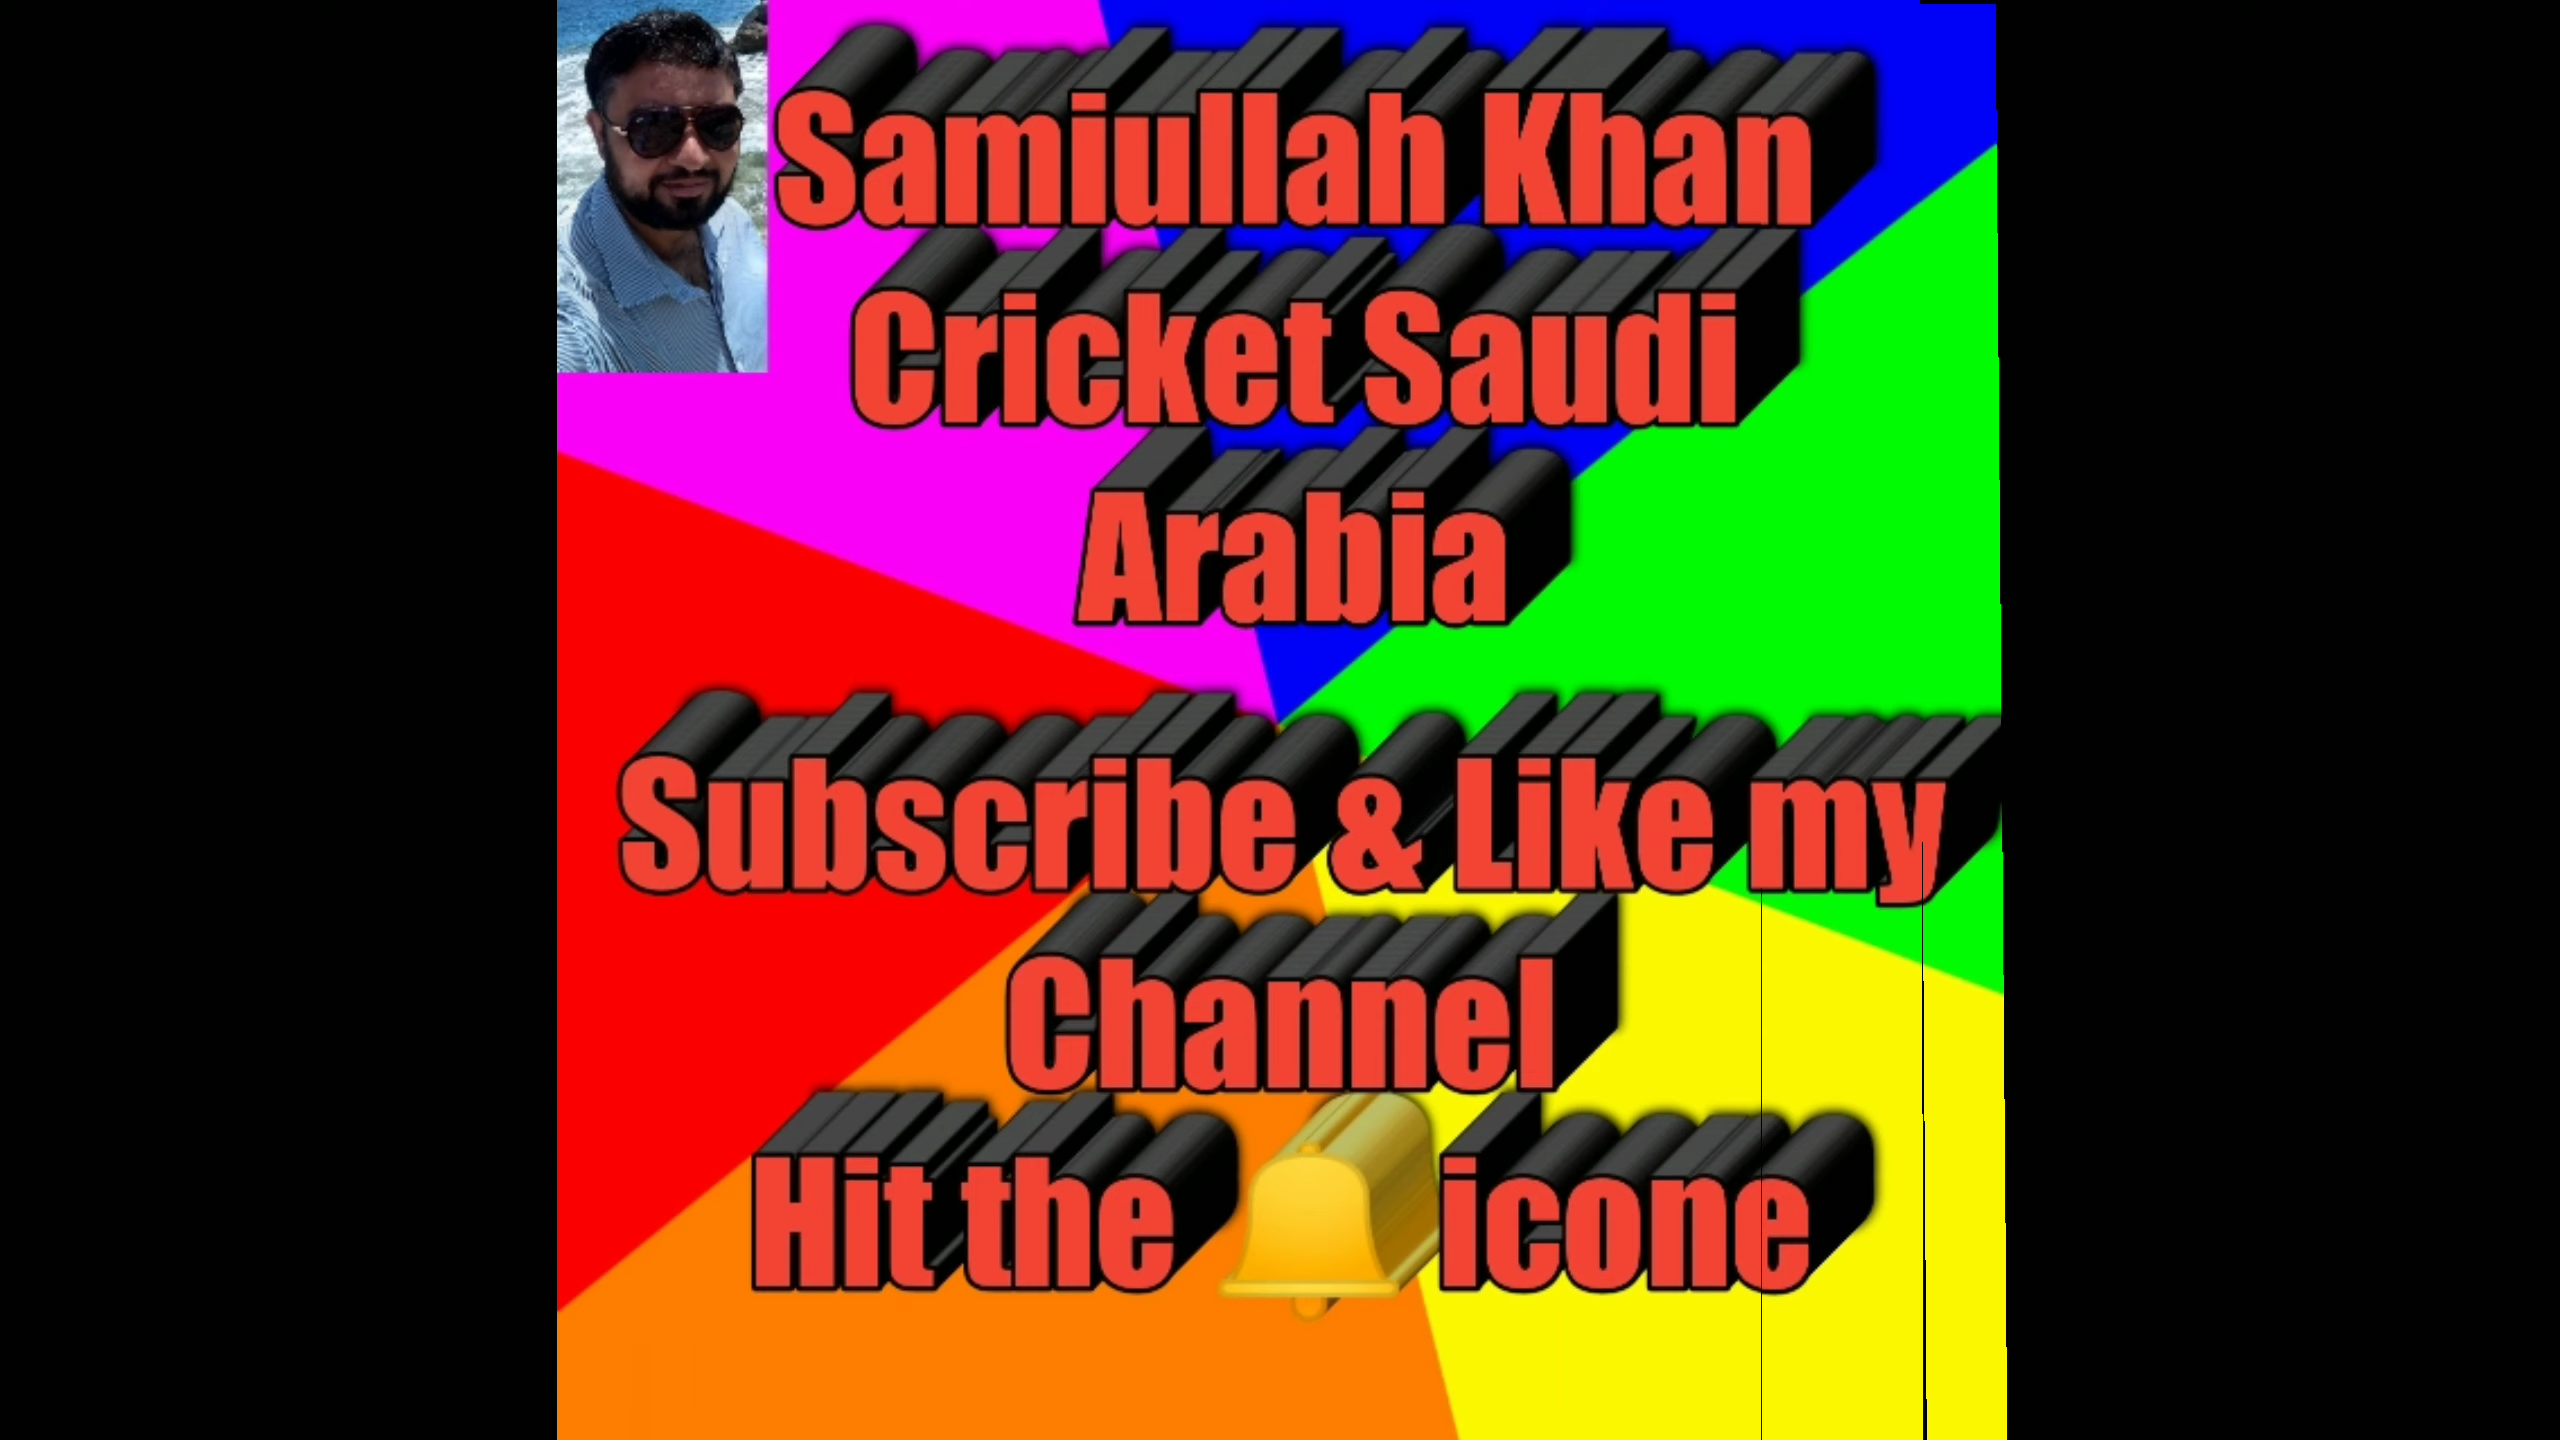 Samiullah Khan
Cricket Saudi
Arabia
Subscribe & Like my
Channel
Hit the 🔔 icone